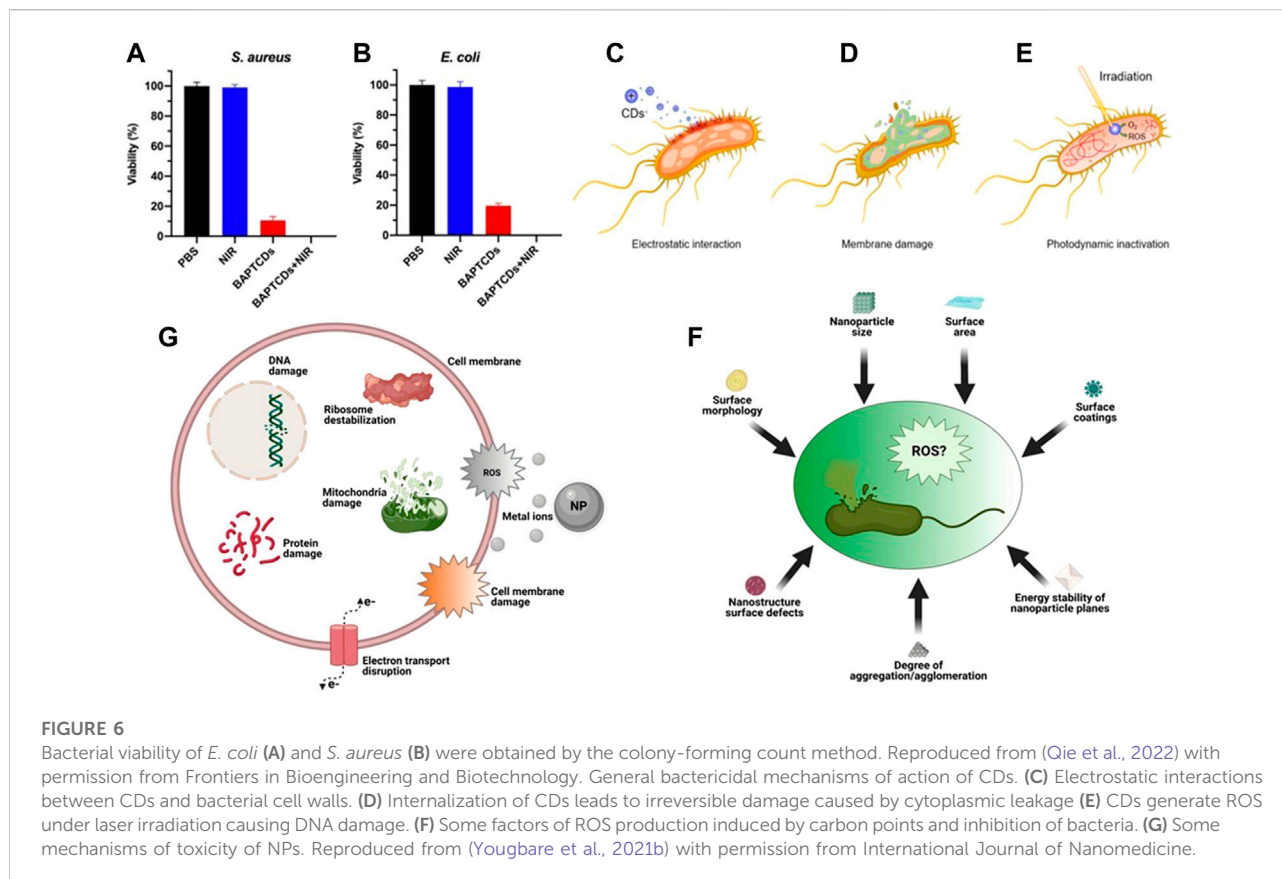 A
S. aureus
Viability (%)
100
80
60
40
20
0
PBS
NIR
BAPTCDs
BAPTCDs+NIR
B
E. coli
Viability (%)
100
80
60
40
20
0
PBS
NIR
BAPTCDs
BAPTCDs+NIR
C
+
CDs
Electrostatic interaction
D
Membrane damage
E
Irradiation
O₂
ROS
Photodynamic inactivation
G
DNA
damage
Cell membrane
Ribosome
destabilization
ROS
Mitochondria
damage
Metal ions
NP
Protein
damage
Cell membrane
damage
e-
Electron transport
disruption
e-
F
Nanoparticle
size
Surface
area
Surface
morphology
Surface
coatings
ROS?
Nanostructure
surface defects
Energy stability of
nanoparticle planes
Degree of
aggregation/agglomeration
FIGURE 6
Bacterial viability of E. coli (A) and S. aureus (B) were obtained by the colony-forming count method. Reproduced from (Qie et al., 2022) with
permission from Frontiers in Bioengineering and Biotechnology. General bactericidal mechanisms of action of CDs. (C) Electrostatic interactions
between CDs and bacterial cell walls. (D) Internalization of CDs leads to irreversible damage caused by cytoplasmic leakage (E) CDs generate ROS
under laser irradiation causing DNA damage. (F) Some factors of ROS production induced by carbon points and inhibition of bacteria. (G) Some
mechanisms of toxicity of NPs. Reproduced from (Yougbare et al., 2021b) with permission from International Journal of Nanomedicine.